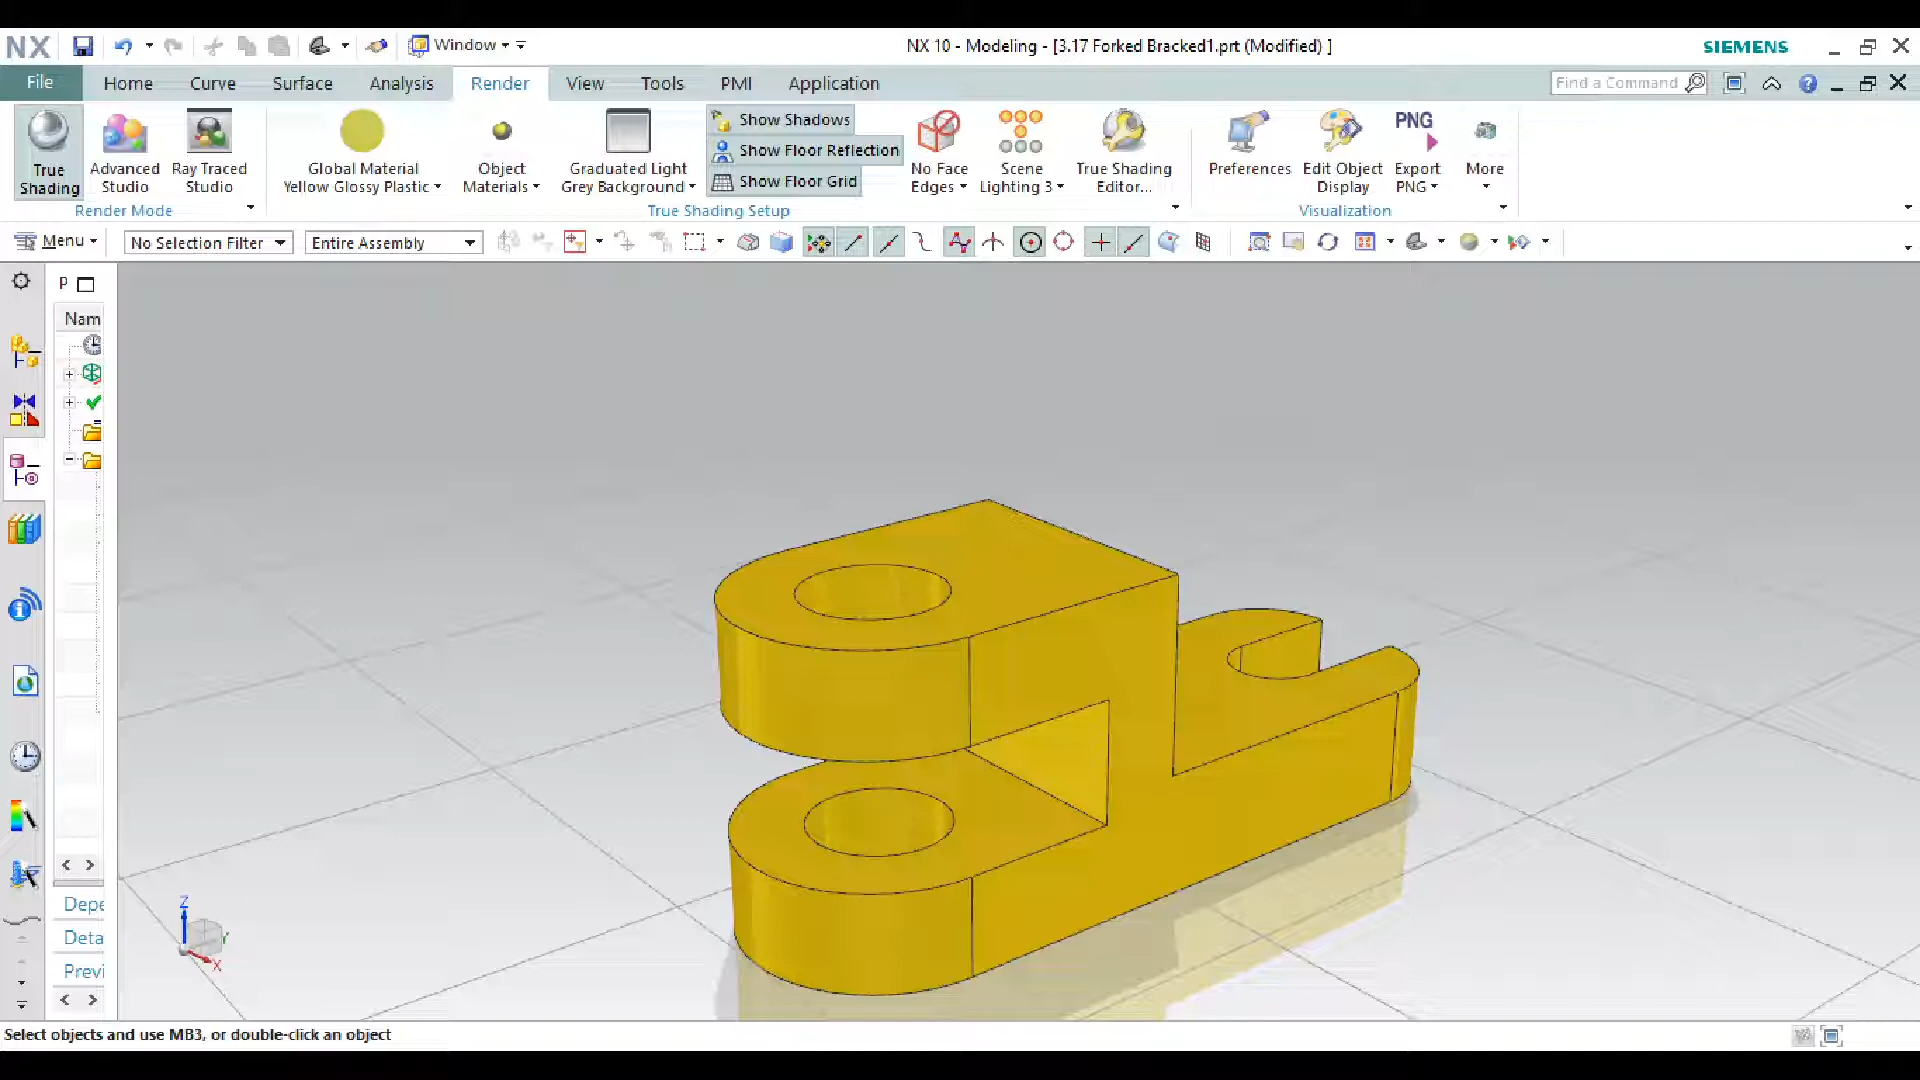 NX
Window
NX 10 - Modeling - [3.17 Forked Bracked1.prt (Modified) ]
SIEMENS
File
Home
Curve
Surface
Analysis
Render
View
Tools
PMI
Application
Find a Command
True
Shading
Advanced
Studio
Ray Traced
Studio
Render Mode
Global Material
Yellow Glossy Plastic
Object
Materials
Graduated Light
Grey Background
Show Shadows
Show Floor Reflection
Show Floor Grid
No Face
Edges
Scene
Lighting 3
True Shading
Editor...
True Shading Setup
Preferences
Edit Object
Display
PNG
Export
PNG
More
Visualization
Menu
No Selection Filter
Entire Assembly
P
Nam
Depe
Deta
Previ
Z
Y
X
Select objects and use MB3, or double-click an object